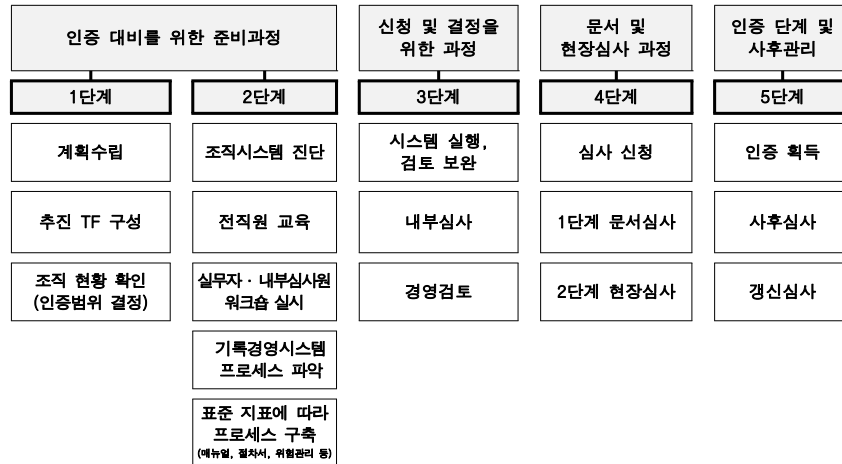 인증 대비를 위한 준비과정
신청 및 결정을
위한 과정
문서 및
현장심사 과정
인증 단계 및
사후관리
1단계
2단계
3단계
4단계
5단계
계획수립
추진 TF 구성
조직 현황 확인
(인증범위 결정)
조직시스템 진단
전직원 교육
실무자 · 내부심사원
워크숍 실시
기록경영시스템
프로세스 파악
표준 지표에 따라
프로세스 구축
(매뉴얼, 절차서, 위험관리 등)
시스템 실행,
검토 보완
내부심사
경영검토
심사 신청
1단계 문서심사
2단계 현장심사
인증 획득
사후심사
갱신심사